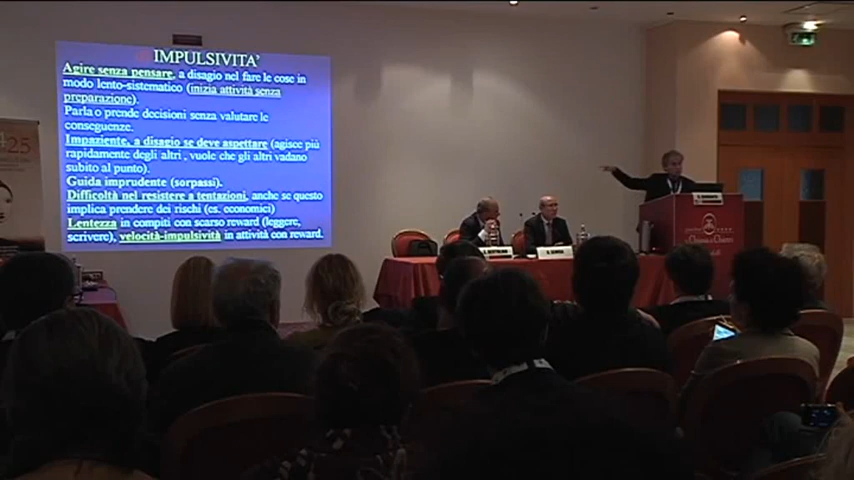 IMPULSIVITA'
Agire senza pensare, a disagio nel fare le cose in
modo lento-sistematico (inizia attività senza
preparazione).
Parla o prende decisioni senza valutare le
conseguenze.
Impaziente, a disagio se deve aspettare (agisce più
rapidamente degli altri , vuole che gli altri vadano
subito al punto).
Guida imprudente (sorpassi).
Difficoltà nel resistere a tentazioni, anche se questo
implica prendere dei rischi (es. economici)
Lentezza in compiti con scarso reward (leggere,
scrivere), velocità-impulsività in attività con reward.
25